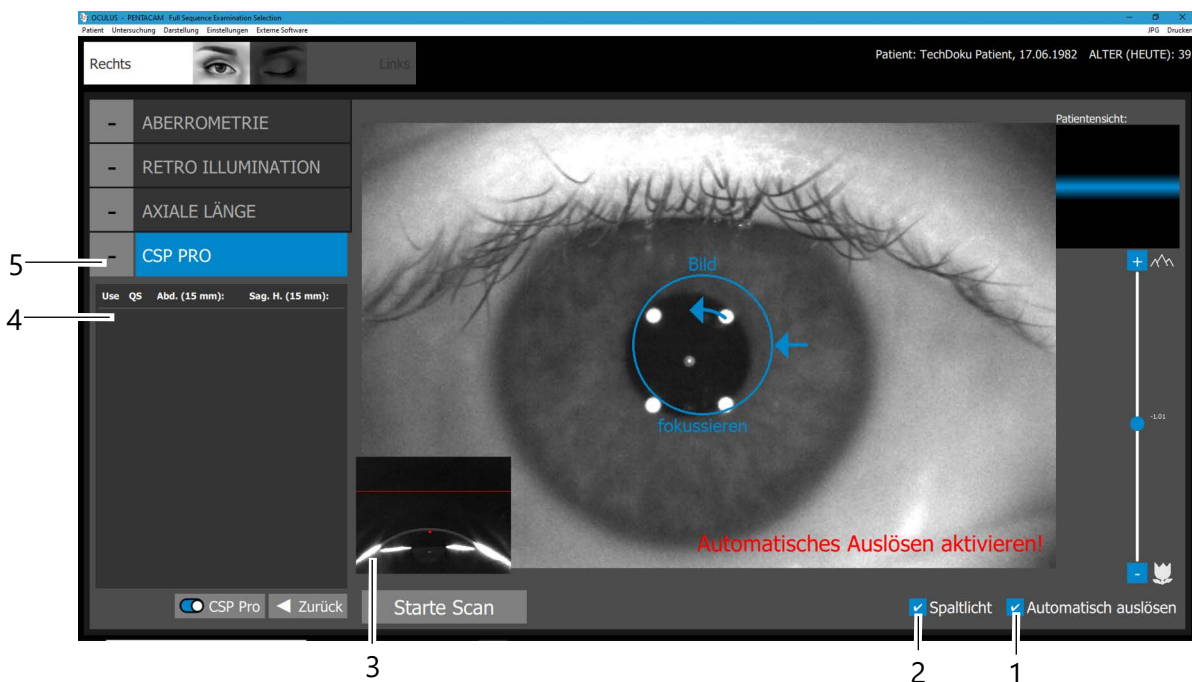 OCULUS - PENTACAM Full Sequence Examination Selection
Patient Untersuchung Darstellung Einstellungen Externe Software JPG Drucken
Rechts Links
Patient: TechDoku Patient, 17.06.1982 ALTER (HEUTE): 39
- ABERROMETRIE
- RETRO ILLUMINATION
- AXIALE LÄNGE
- CSP PRO
Use QS Abd. (15 mm): Sag. H. (15 mm):
5
4
Patientensicht:
Bild
fokussieren
+
-1.01
-
Automatisches Auslösen aktivieren!
CSP Pro Zurück
Starte Scan
Spaltlicht Automatisch auslösen
3
2
1